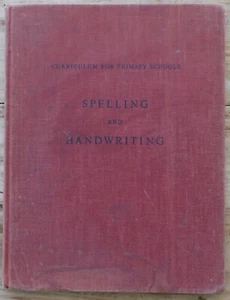 CURRICULUM FOR PRIMARY SCHOOLS
SPELLING
AND
HANDWRITING